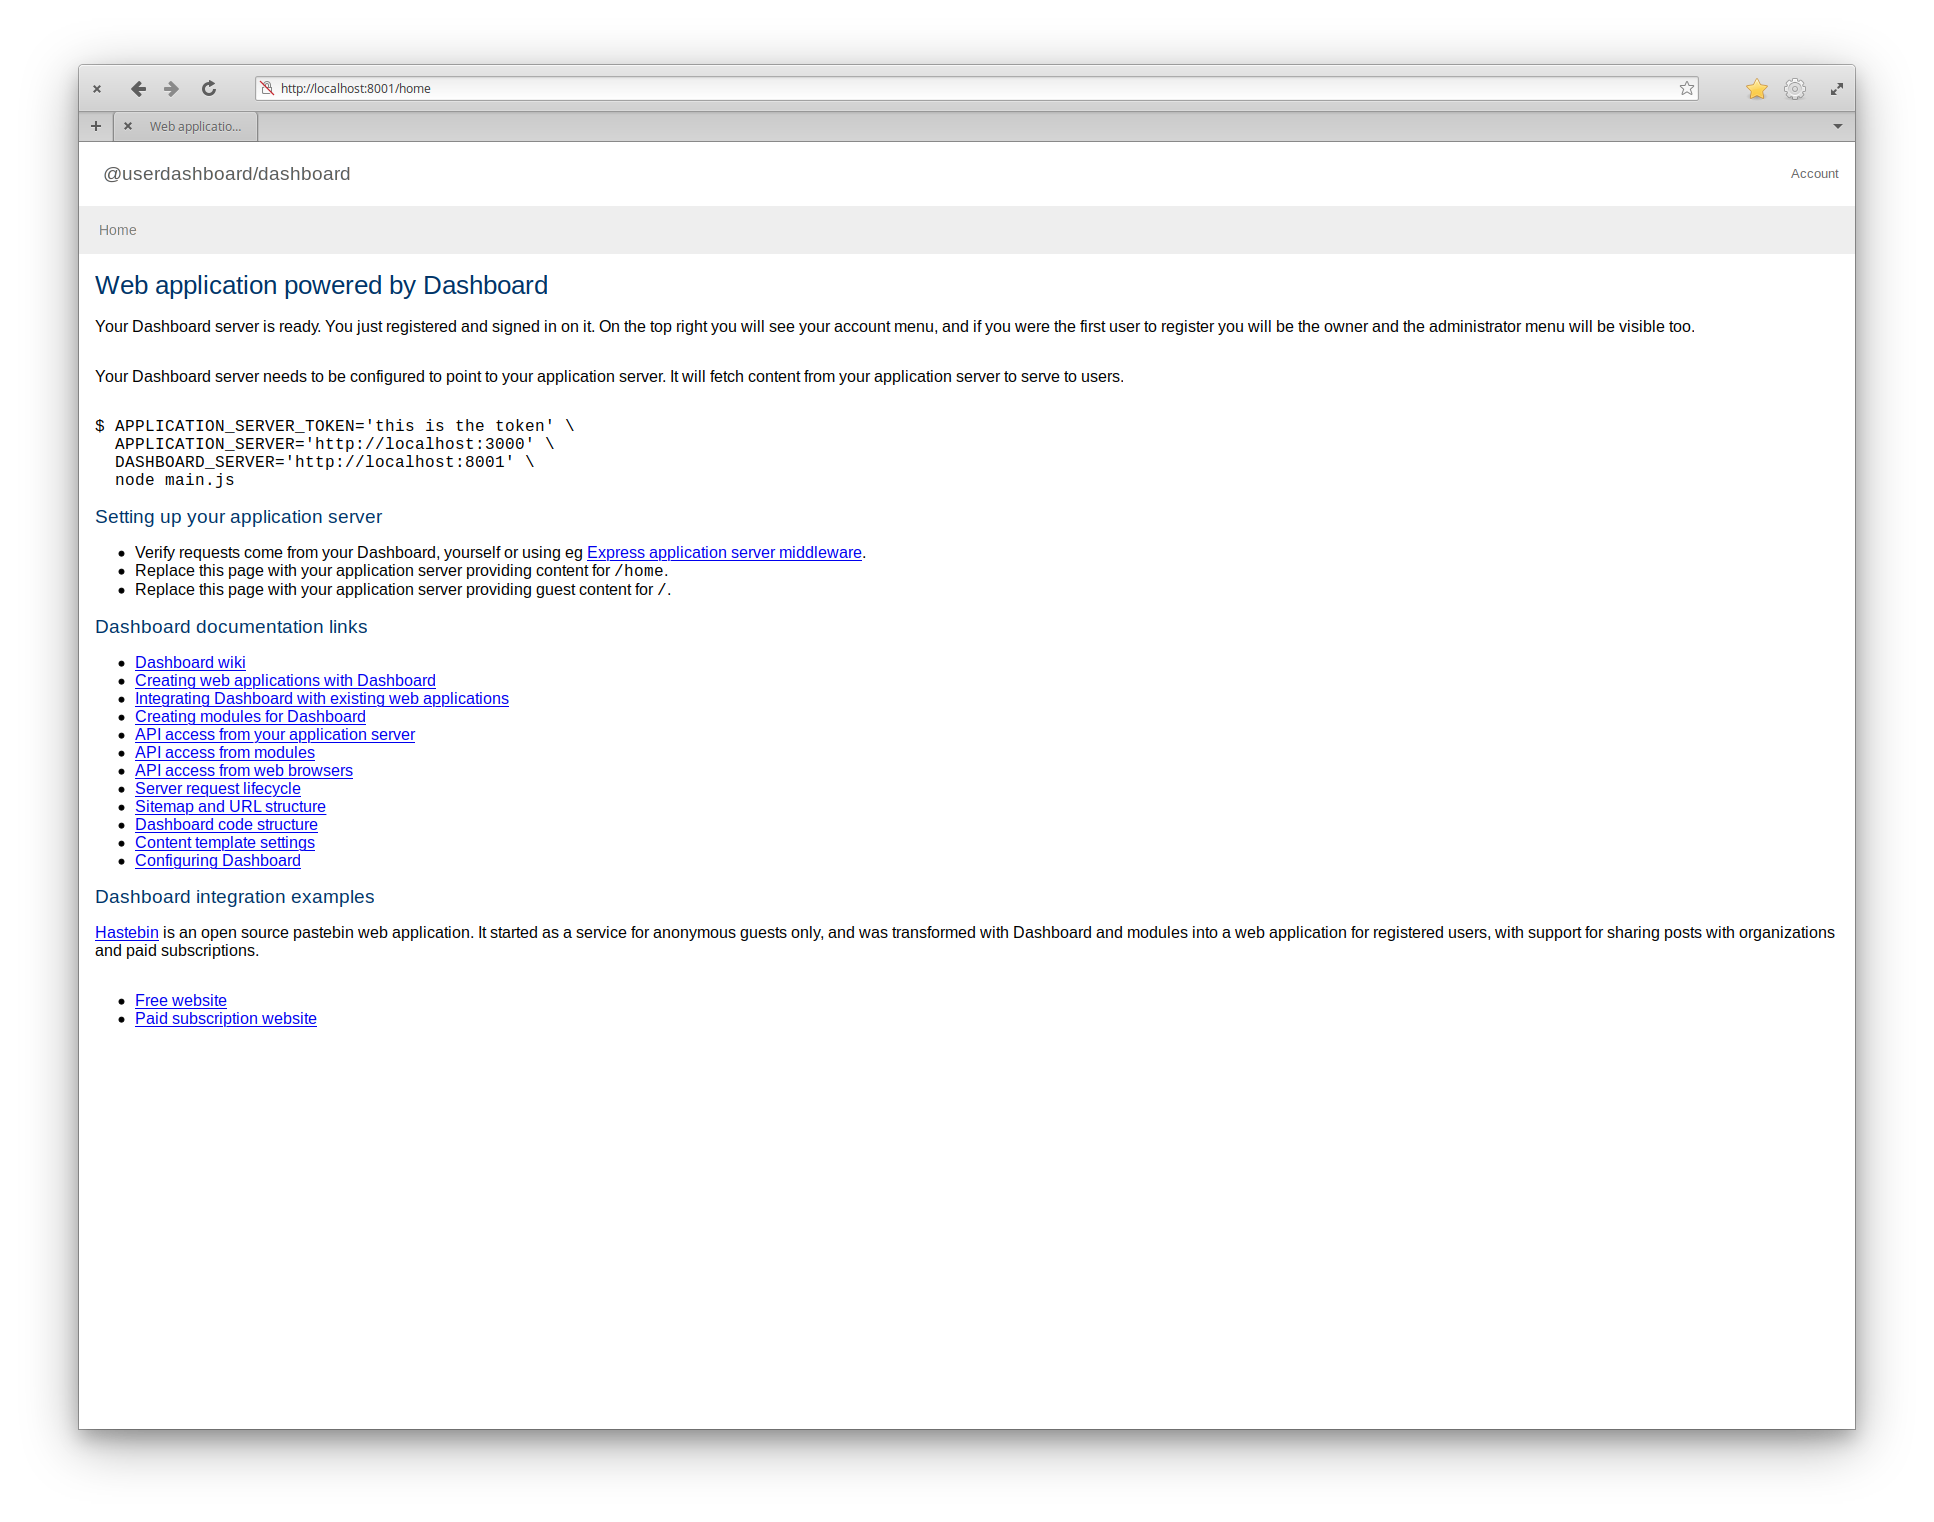 http://localhost:8001/home
Web applicatio...
@userdashboard/dashboard
Account
Home
Web application powered by Dashboard
Your Dashboard server is ready. You just registered and signed in on it. On the top right you will see your account menu, and if you were the first user to register you will be the owner and the administrator menu will be visible too.
Your Dashboard server needs to be configured to point to your application server. It will fetch content from your application server to serve to users.
$ APPLICATION_SERVER_TOKEN='this is the token' \
APPLICATION_SERVER='http://localhost:3000' \
DASHBOARD_SERVER='http://localhost:8001' \
node main.js
Setting up your application server
Verify requests come from your Dashboard, yourself or using eg Express application server middleware.
Replace this page with your application server providing content for /home.
Replace this page with your application server providing guest content for /.
Dashboard documentation links
Dashboard wiki
Creating web applications with Dashboard
Integrating Dashboard with existing web applications
Creating modules for Dashboard
API access from your application server
API access from modules
API access from web browsers
Server request lifecycle
Sitemap and URL structure
Dashboard code structure
Content template settings
Configuring Dashboard
Dashboard integration examples
Hastebin is an open source pastebin web application. It started as a service for anonymous guests only, and was transformed with Dashboard and modules into a web application for registered users, with support for sharing posts with organizations
and paid subscriptions.
Free website
Paid subscription website